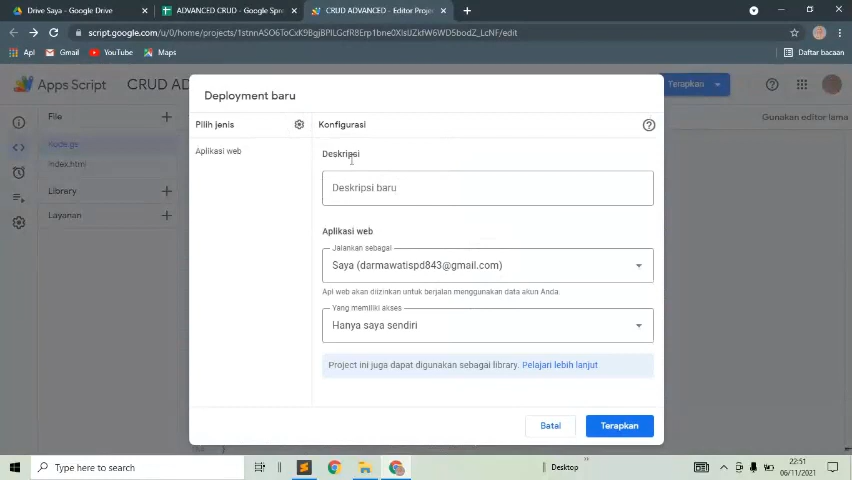 Drive Saya - Google Drive
ADVANCED CRUD - Google Spre
CRUD ADVANCED - Editor Proje
script.google.com/u/0/home/projects/
Apl
Gmail
YouTube
Maps
Daftar bacaan
Apps Script
CRUD AD
Terapkan
File
Gunakan editor lama
kode.gs
index.html
Library
Layanan
Deployment baru
Pilih jenis
Konfigurasi
Aplikasi web
Deskripsi
Deskripsi baru
Aplikasi web
Jalankan sebagai
Saya (darmawatispd843@gmail.com)
Apl web akan diizinkan untuk berjalan menggunakan data akun Anda.
Yang memiliki akses
Hanya saya sendiri
Project ini juga dapat digunakan sebagai library. Pelajari lebih lanjut
Batal
Terapkan
Type here to search
Desktop
22:51
06/11/2021